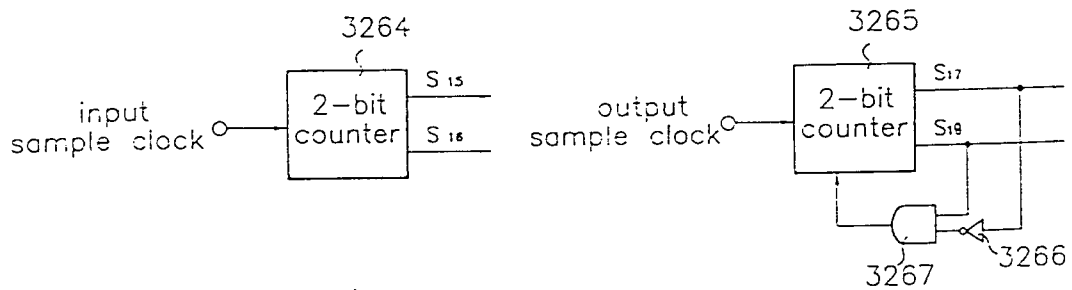 3264
2-bit
counter
input
sample clock
S15
S16
3265
2-bit
counter
output
sample clock
S17
S18
3266
3267